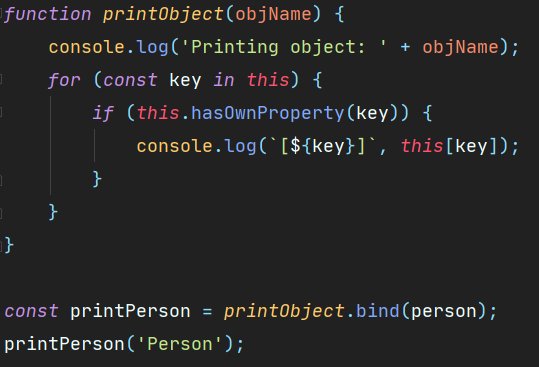 function printObject(objName) {
    console.log('Printing object: ' + objName);
    for (const key in this) {
        if (this.hasOwnProperty(key)) {
            console.log(`[${key}]`, this[key]);
        }
    }
}

const printPerson = printObject.bind(person);
printPerson('Person');